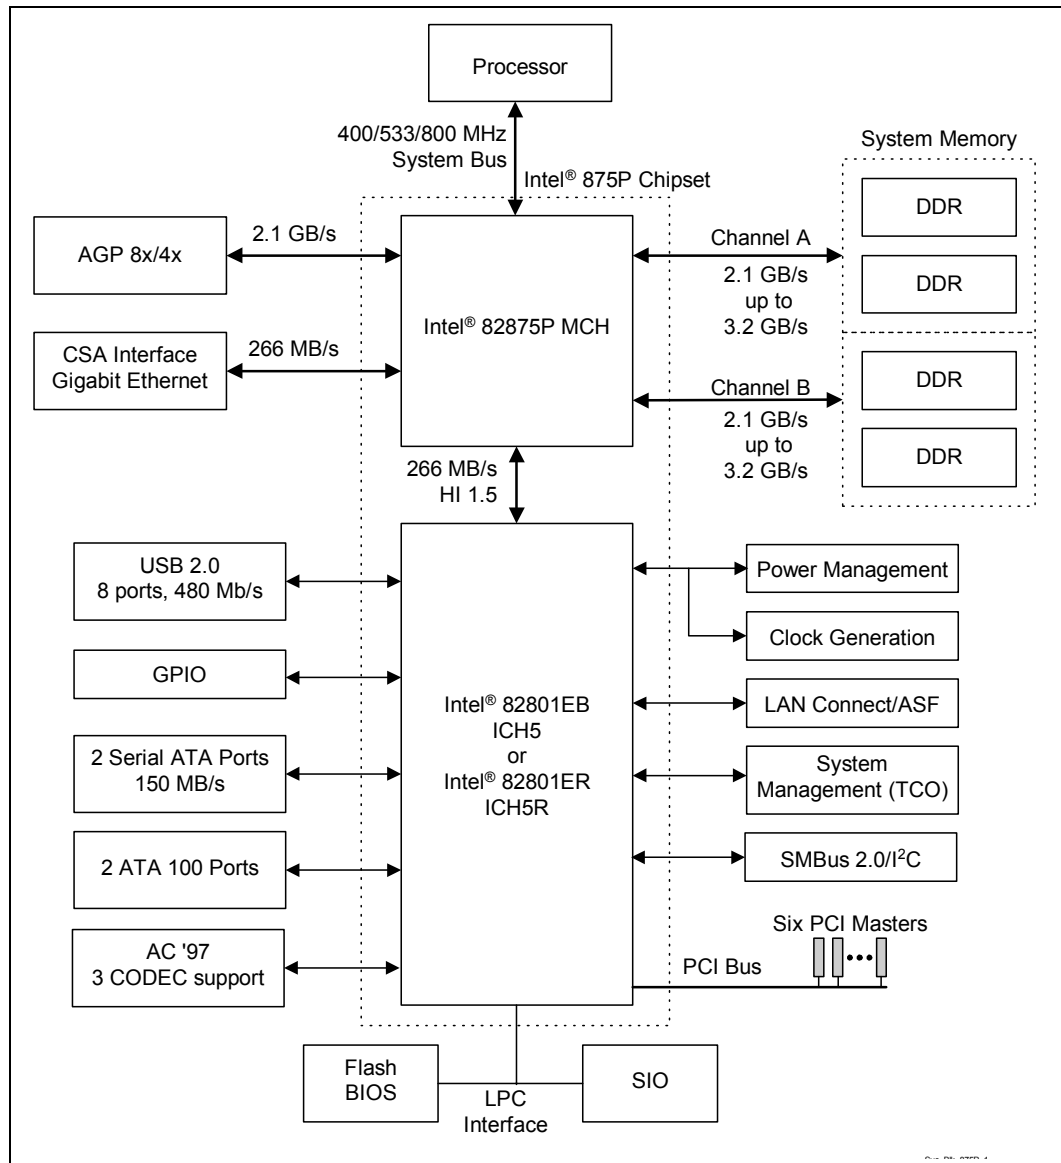 Processor
400/533/800 MHz
System Bus
Intel® 875P Chipset
System Memory
DDR
DDR
DDR
DDR
AGP 8x/4x
2.1 GB/s
CSA Interface
Gigabit Ethernet
266 MB/s
Intel® 82875P MCH
Channel A
2.1 GB/s
up to
3.2 GB/s
Channel B
2.1 GB/s
up to
3.2 GB/s
266 MB/s
HI 1.5
USB 2.0
8 ports, 480 Mb/s
GPIO
2 Serial ATA Ports
150 MB/s
2 ATA 100 Ports
AC '97
3 CODEC support
Intel® 82801EB
ICH5
or
Intel® 82801ER
ICH5R
Power Management
Clock Generation
LAN Connect/ASF
System
Management (TCO)
SMBus 2.0/I²C
Six PCI Masters
PCI Bus
Flash
BIOS
LPC
Interface
SIO